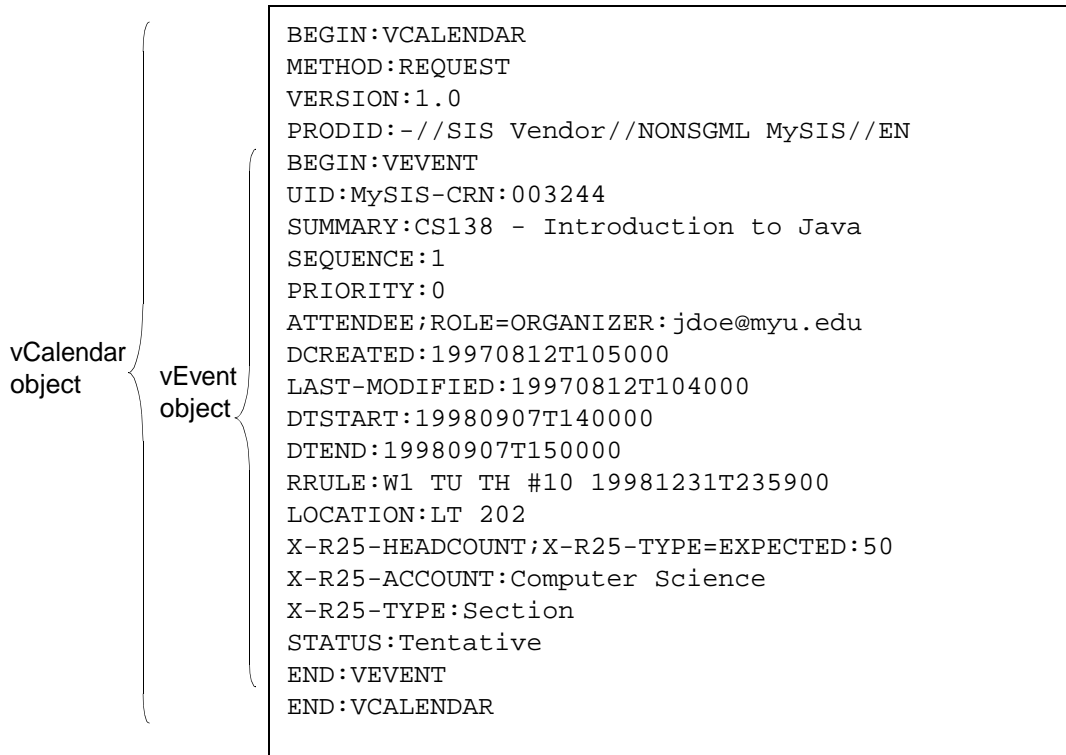 BEGIN:VCALENDAR
METHOD:REQUEST
VERSION:1.0
PRODID:-//SIS Vendor//NONSGML MySIS//EN
BEGIN:VEVENT
UID:MySIS-CRN:003244
SUMMARY:CS138 - Introduction to Java
SEQUENCE:1
PRIORITY:0
ATTENDEE;ROLE=ORGANIZER:jdoe@myu.edu
DCREATED:19970812T105000
LAST-MODIFIED:19970812T104000
DTSTART:19980907T140000
DTEND:19980907T150000
RRULE:W1 TU TH #10 19981231T235900
LOCATION:LT 202
X-R25-HEADCOUNT;X-R25-TYPE=EXPECTED:50
X-R25-ACCOUNT:Computer Science
X-R25-TYPE:Section
STATUS:Tentative
END:VEVENT
END:VCALENDAR
vCalendar
object
vEvent
object